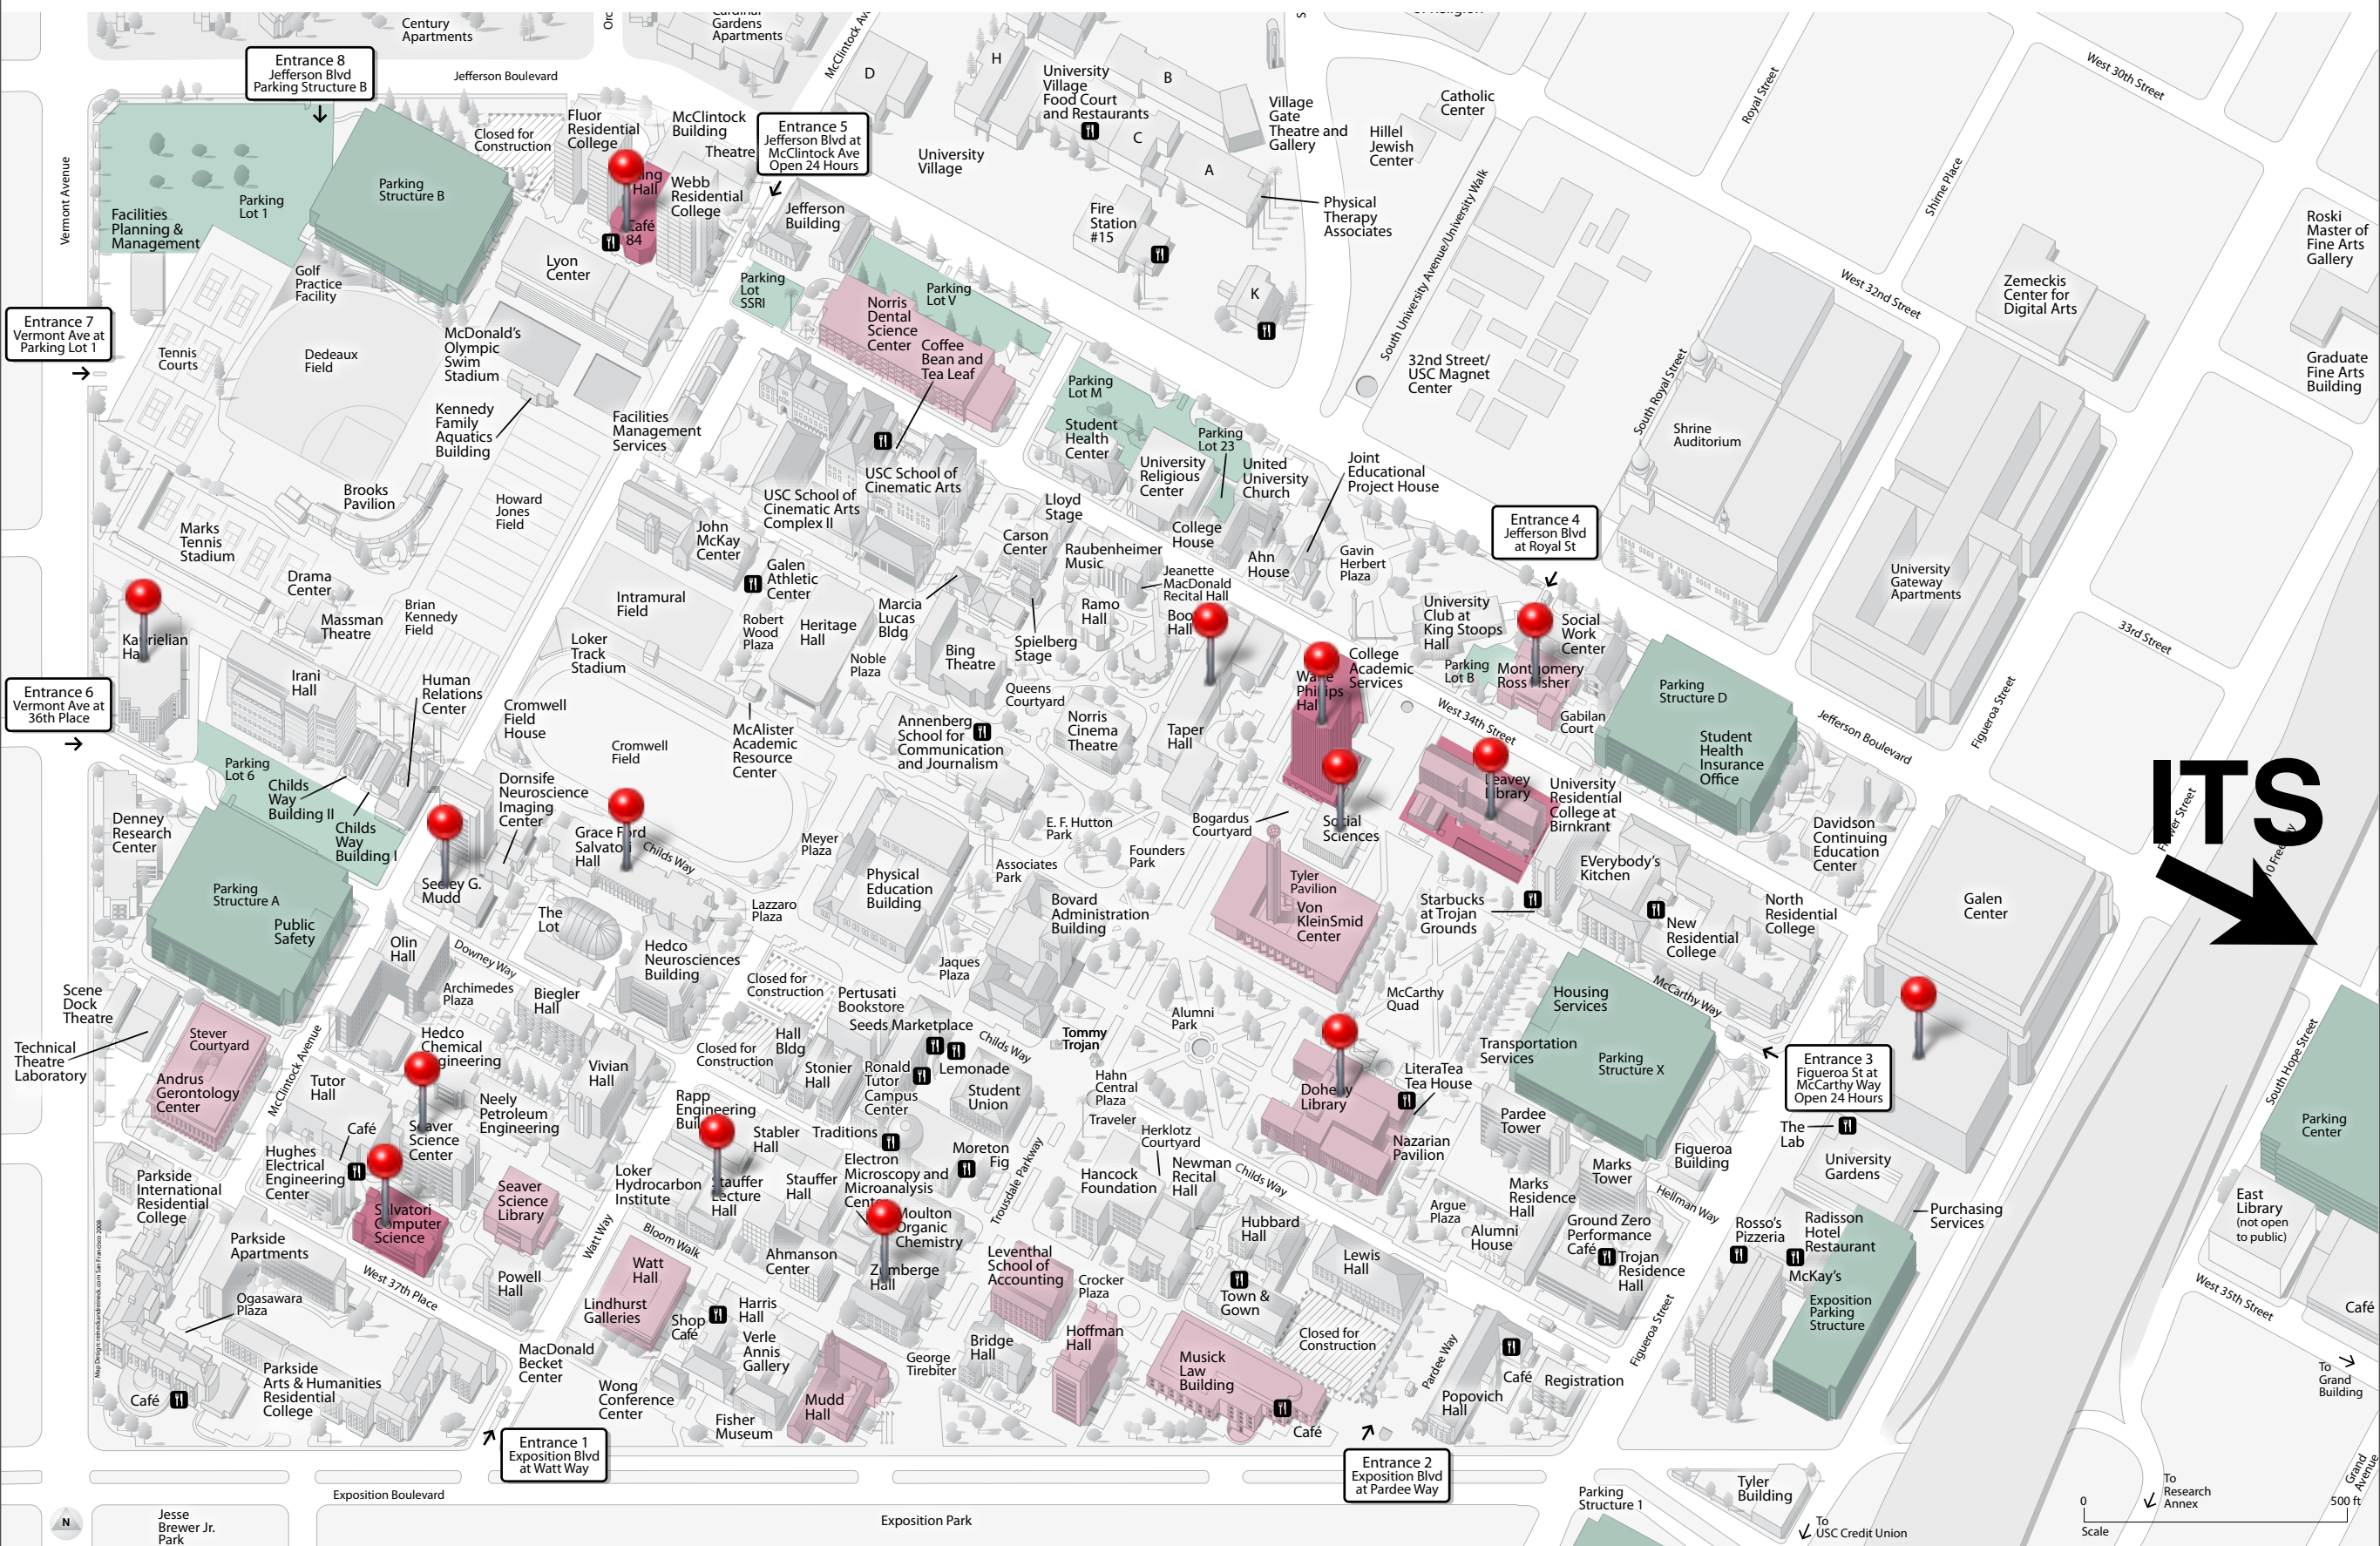 Century
Apartments
Cardinal
Gardens
Apartments
McClintock Ave
Entrance 8
Jefferson Blvd
Parking Structure B
Jefferson Boulevard
D
H
University
Village
Food Court
and Restaurants
B
C
A
Village
Gate
Theatre and
Gallery
Catholic
Center
Hillel
Jewish
Center
Royal Street
West 30th Street
Vermont Avenue
Facilities
Planning &
Management
Parking
Lot 1
Parking
Structure B
Closed for
Construction
Fluor
Residential
College
McClintock
Building
Theatre
Entrance 5
Jefferson Blvd at
McClintock Ave
Open 24 Hours
Hall
Café
84
Webb
Residential
College
Jefferson
Building
University
Village
Fire
Station
#15
Physical
Therapy
Associates
K
South University Avenue/University Walk
Shrine Place
Roski
Master of
Fine Arts
Gallery
Golf
Practice
Facility
Lyon
Center
Parking
Lot
SSRI
Norris
Dental
Science
Center
Parking
Lot V
Coffee
Bean and
Tea Leaf
West 32nd Street
Zemeckis
Center for
Digital Arts
Graduate
Fine Arts
Building
Entrance 7
Vermont Ave at
Parking Lot 1
Tennis
Courts
Dedeaux
Field
McDonald's
Olympic
Swim
Stadium
Kennedy
Family
Aquatics
Building
Facilities
Management
Services
Parking
Lot M
Student
Health
Center
32nd Street/
USC Magnet
Center
South Royal Street
Shrine
Auditorium
Brooks
Pavilion
Howard
Jones
Field
USC School of
Cinematic Arts
USC School of
Cinematic Arts
Complex II
Parking
Lot 23
University
Religious
Center
United
University
Church
Joint
Educational
Project House
Marks
Tennis
Stadium
John
McKay
Center
Lloyd
Stage
Carson
Center
Raubenheimer
Music
College
House
Ahn
House
Gavin
Herbert
Plaza
Entrance 4
Jefferson Blvd
at Royal St
University
Gateway
Apartments
Drama
Center
Massman
Theatre
Brian
Kennedy
Field
Intramural
Field
Galen
Athletic
Center
Robert
Wood
Plaza
Heritage
Hall
Noble
Plaza
Marcia
Lucas
Bldg
Spielberg
Stage
Ramo
Hall
Jeanette
MacDonald
Recital Hall
Hall
University
Club at
King Stoops
Hall
Social
Work
Center
33rd Street
Entrance 6
Vermont Ave at
36th Place
Irani
Hall
Human
Relations
Center
Loker
Track
Stadium
Cromwell
Field
House
Bing
Theatre
Queens
Courtyard
College
Academic
Services
Parking
Lot B
Parking
Structure D
Figueroa Street
Parking
Lot 6
Childs
Way
Building II
Childs
Way
Building I
Cromwell
Field
McAlister
Academic
Resource
Center
Annenberg
School for
Communication
and Journalism
Norris
Cinema
Theatre
Taper
Hall
West 34th Street
Gabilan
Court
Student
Health
Insurance
Office
Jefferson Boulevard
ITS
Denney
Research
Center
Dornsife
Neuroscience
Imaging
Center
Grace Ford
Salvatori
Hall
Childs Way
Meyer
Plaza
E. F. Hutton
Park
Bogardus
Courtyard
Social
Sciences
Leavey
Library
University
Residential
College at
Birnkrant
Davidson
Continuing
Education
Center
Parking
Structure A
Public
Safety
Seeley G.
Mudd
The
Lot
Lazzaro
Plaza
Physical
Education
Building
Associates
Park
Founders
Park
Tyler
Pavilion
Von
KleinSmid
Center
Starbucks
at Trojan
Grounds
EVerybody's
Kitchen
New
Residential
College
North
Residential
College
Galen
Center
Olin
Hall
Downey Way
Hedco
Neurosciences
Building
Jaques
Plaza
Bovard
Administration
Building
Scene
Dock
Theatre
Technical
Theatre
Laboratory
Stever
Courtyard
Andrus
Gerontology
Center
McClintock Avenue
Archimedes
Plaza
Biegler
Hall
Closed for
Construction
Pertusati
Bookstore
Seeds Marketplace
Lemonade
Childs Way
Tommy
Trojan
Alumni
Park
McCarthy
Quad
Housing
Services
McCarthy Way
Transportation
Services
Parking
Structure X
Entrance 3
Figueroa St at
McCarthy Way
Open 24 Hours
Hedco
Chemical
Engineering
Tutor
Hall
Vivian
Hall
Closed for
Construction
Hall
Bldg
Stonier
Hall
Ronald
Tutor
Campus
Center
Student
Union
Hahn
Central
Plaza
Doheny
Library
LiteraTea
Tea House
Pardee
Tower
South Hope Street
Parking
Center
Neely
Petroleum
Engineering
Seaver
Science
Center
Café
Hughes
Electrical
Engineering
Center
Rapp
Engineering
Stabler
Hall
Traditions
Moreton
Fig
Traveler
Herklotz
Courtyard
Nazarian
Pavilion
Figueroa
Building
The
Lab
University
Gardens
Parkside
International
Residential
College
Salvatori
Computer
Science
Seaver
Science
Library
Loker
Hydrocarbon
Institute
Stauffer
Lecture
Hall
Stauffer
Hall
Electron
Microscopy and
Microanalysis
Trousdale Parkway
Hancock
Foundation
Newman
Recital
Hall
Childs Way
Marks
Tower
Marks
Residence
Hall
Hellman Way
Purchasing
Services
East
Library
(not open
to public)
Parkside
Apartments
Watt Way
Bloom Walk
Moulton
Organic
Chemistry
Argue
Plaza
Alumni
House
Ground Zero
Performance
Café
Trojan
Residence
Hall
Rosso's
Pizzeria
Radisson
Hotel
Restaurant
McKay's
West 37th Place
Powell
Hall
Watt
Hall
Lindhurst
Galleries
Ahmanson
Center
Zumberge
Hall
Leventhal
School of
Accounting
Crocker
Plaza
Hubbard
Hall
Lewis
Hall
Town &
Gown
Exposition
Parking
Structure
West 35th Street
Café
Ogasawara
Plaza
Shop
Café
Harris
Hall
Verle
Annis
Gallery
George
Tirebiter
Bridge
Hall
Hoffman
Hall
Closed for
Construction
Pardee Way
Figueroa Street
To
Grand
Building
MacDonald
Becket
Center
Parkside
Arts & Humanities
Residential
College
Café
Wong
Conference
Center
Fisher
Museum
Mudd
Hall
Musick
Law
Building
Café
Café
Popovich
Hall
Registration
Entrance 1
Exposition Blvd
at Watt Way
Entrance 2
Exposition Blvd
at Pardee Way
Exposition Boulevard
Parking
Structure 1
Tyler
Building
To
Research
Annex
Grand
Avenue
N
Jesse
Brewer Jr.
Park
Exposition Park
To
USC Credit Union
0
500 ft
Scale